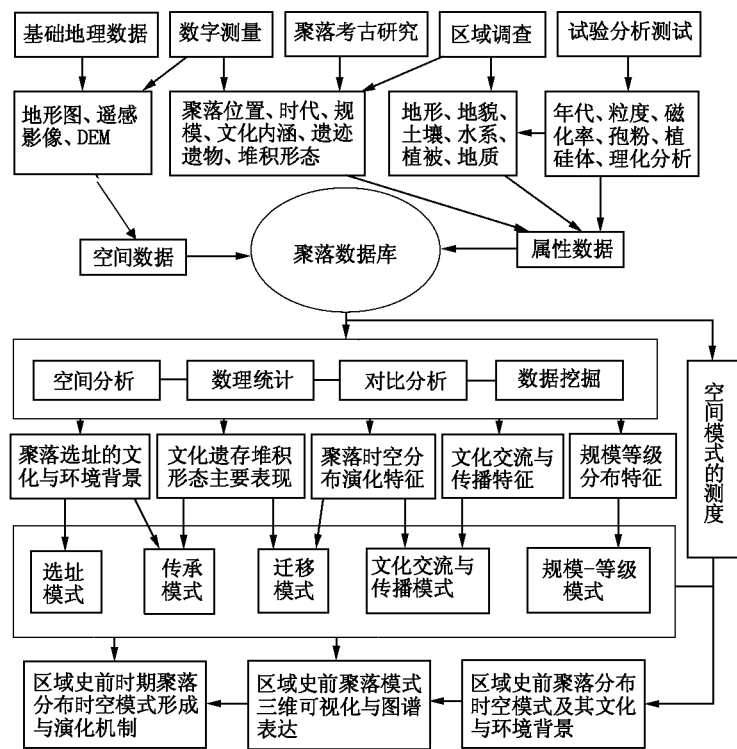 基础地理数据
数字测量
聚落考古研究
区域调查
试验分析测试
地形图、遥感
影像、DEM
聚落位置、时代、规
模、文化内涵、遗迹
遗物、堆积形态
地形、地貌、
土壤、水系、
植被、地质
年代、粒度、磁
化率、孢粉、植
硅体、理化分析
空间数据
聚落数据库
属性数据
空间分析
数理统计
对比分析
数据挖掘
空间模式的测度
聚落选址的文
化与环境背景
文化遗存堆积
形态主要表现
聚落时空分
布演化特征
文化交流与
传播特征
规模等级
分布特征
选址
模式
传承
模式
迁移
模式
文化交流与
传播模式
规模-等级
模式
区域史前时期聚落
分布时空模式形成
与演化机制
区域史前聚落模式
三维可视化与图谱
表达
区域史前聚落分布
时空模式及其文化
与环境背景